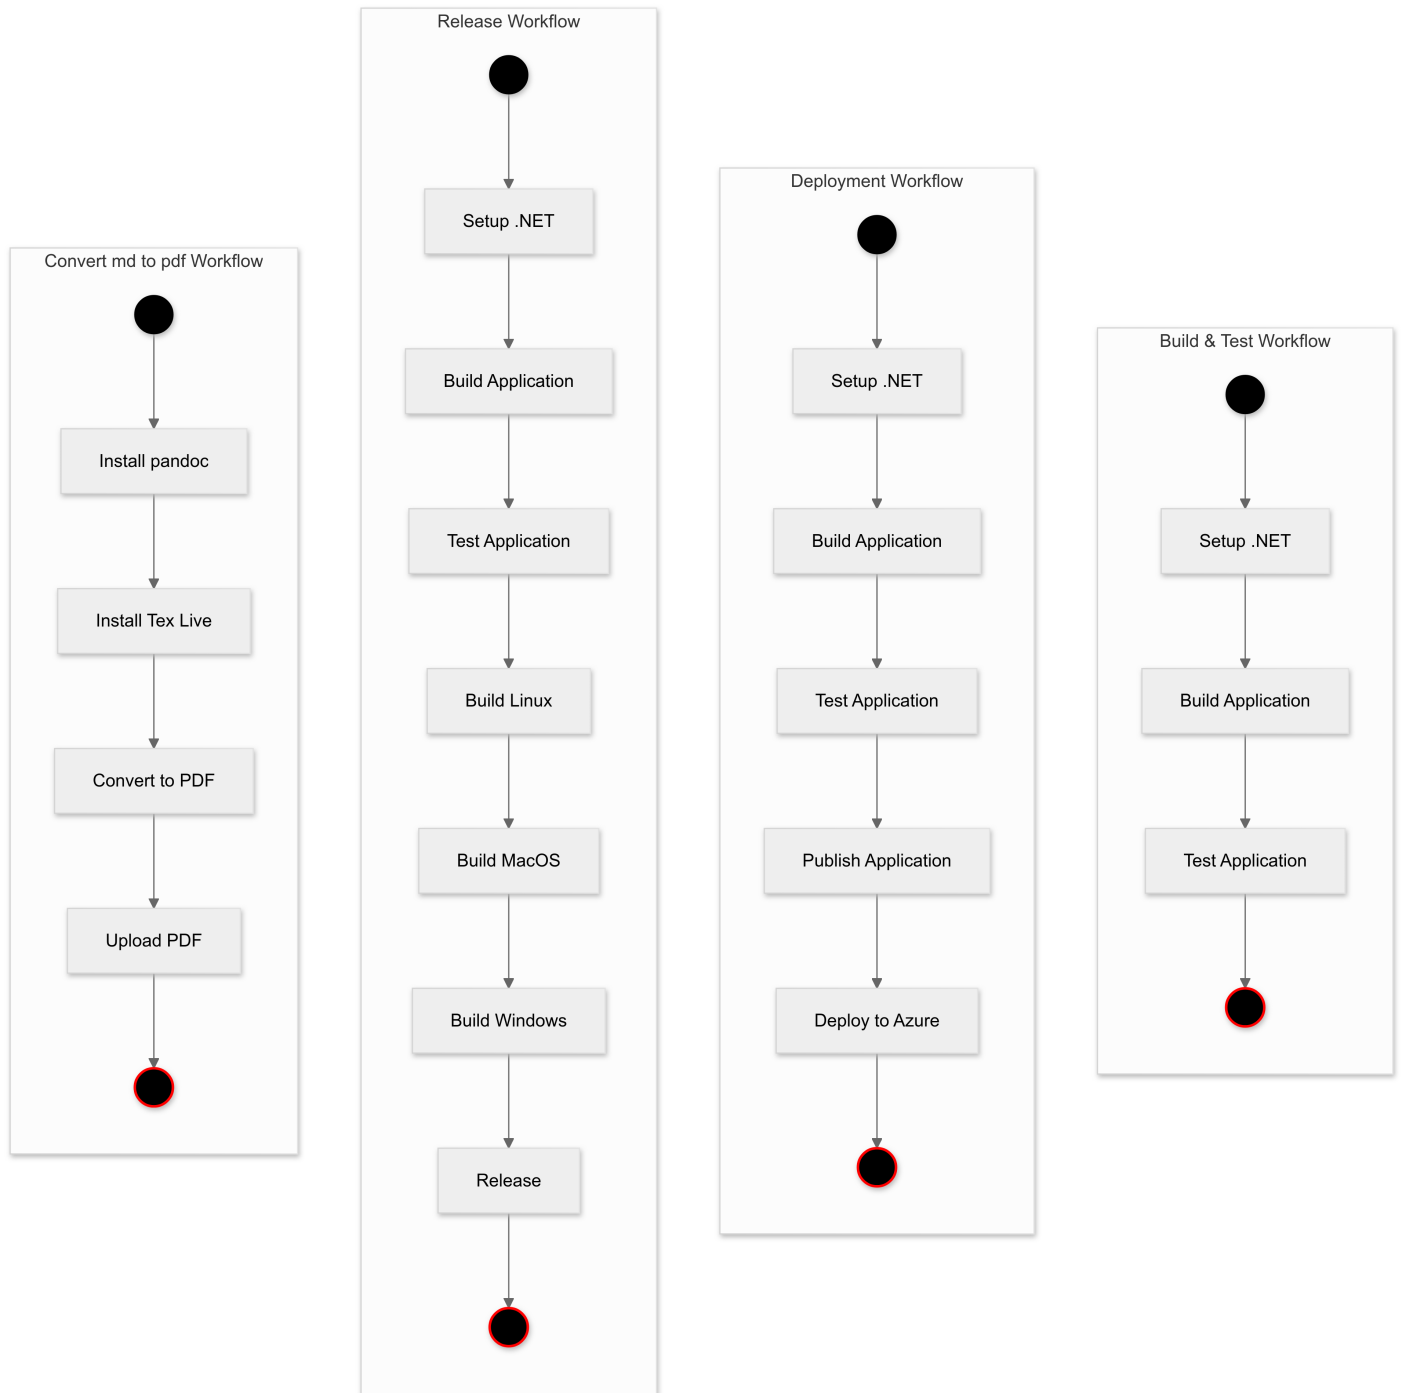 Convert md to pdf Workflow
Install pandoc
Install Tex Live
Convert to PDF
Upload PDF
Release Workflow
Setup .NET
Build Application
Test Application
Build Linux
Build MacOS
Build Windows
Release
Deployment Workflow
Setup .NET
Build Application
Test Application
Publish Application
Deploy to Azure
Build & Test Workflow
Setup .NET
Build Application
Test Application